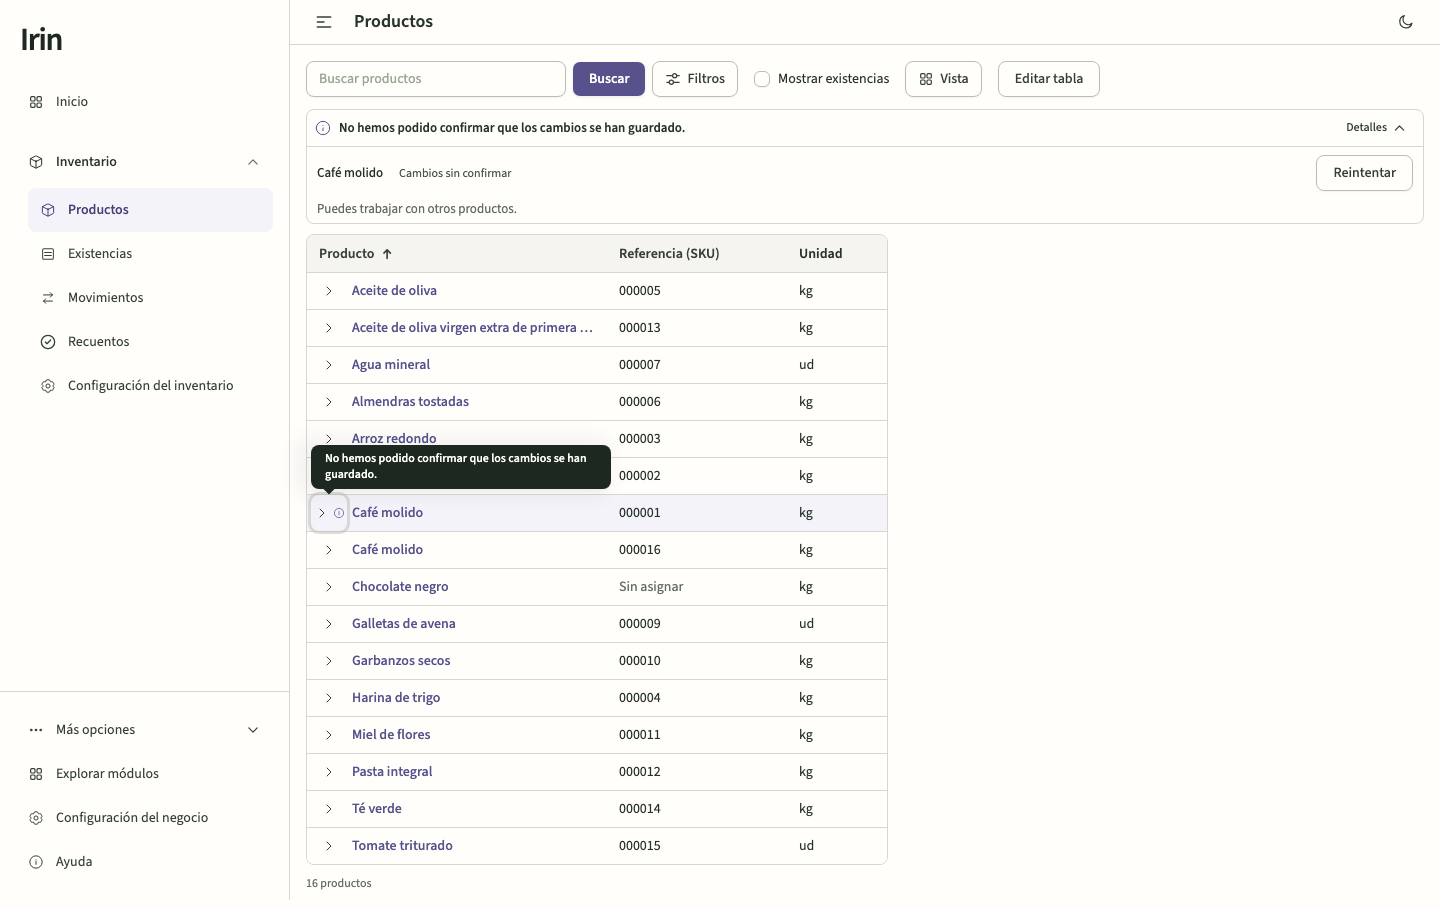 Irin
Inicio
Inventario
Productos
Existencias
Movimientos
Recuentos
Configuración del inventario
Más opciones
Explorar módulos
Configuración del negocio
Ayuda
Productos
Buscar productos
Buscar
Filtros
Mostrar existencias
Vista
Editar tabla
No hemos podido confirmar que los cambios se han guardado.
Detalles
Café molido Cambios sin confirmar
Reintentar
Puedes trabajar con otros productos.
Producto Referencia (SKU) Unidad
Aceite de oliva 000005 kg
Aceite de oliva virgen extra de primera … 000013 kg
Agua mineral 000007 ud
Almendras tostadas 000006 kg
Arroz redondo 000003 kg
No hemos podido confirmar que los cambios se han
guardado.
000002 kg
Café molido 000001 kg
Café molido 000016 kg
Chocolate negro Sin asignar kg
Galletas de avena 000009 ud
Garbanzos secos 000010 kg
Harina de trigo 000004 kg
Miel de flores 000011 kg
Pasta integral 000012 kg
Té verde 000014 kg
Tomate triturado 000015 ud
16 productos